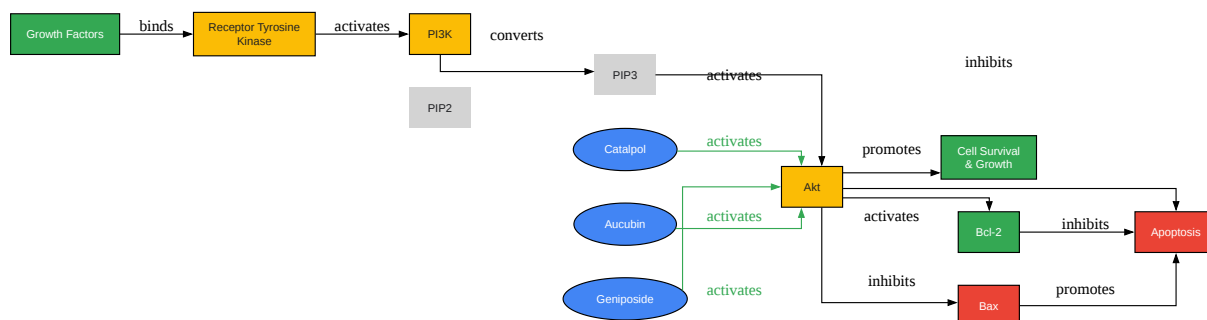 Growth Factors
binds
Receptor Tyrosine
Kinase
activates
PI3K
converts
PIP2
PIP3
activates
inhibits
Catalpol
activates
Aucubin
activates
Geniposide
activates
Akt
promotes
Cell Survival
& Growth
activates
Bcl-2
inhibits
Apoptosis
inhibits
Bax
promotes